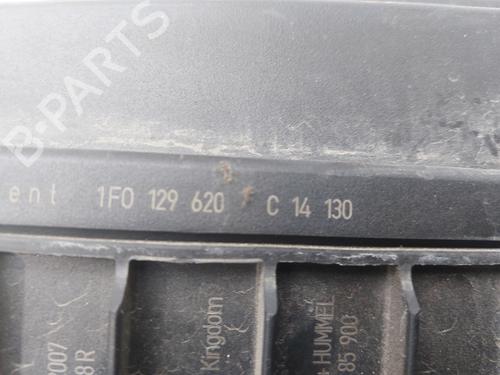 B-PARTS
ent 1F0 129 620 F C 14 130
2007
8 R
Kingdom
+ HUMMEL
85 900